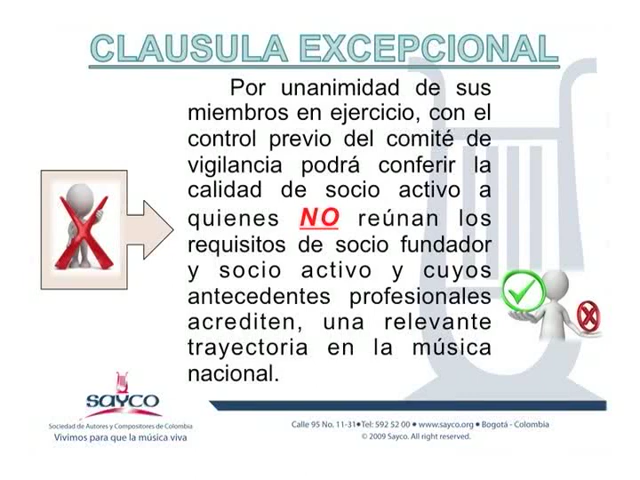 CLAUSULA EXCEPCIONAL
Por unanimidad de sus
miembros en ejercicio, con el
control previo del comité de
vigilancia podrá conferir la
calidad de socio activo a
quienes NO reúnan los
requisitos de socio fundador
y socio activo y cuyos
antecedentes profesionales
acrediten, una relevante
trayectoria en la música
nacional.
sayco
Sociedad de Autores y Compositores de Colombia
Vivimos para que la música viva
Calle 95 No. 11-31•Tel: 592 52 00 • www.sayco.org • Bogotá - Colombia
© 2009 Sayco. All right reserved.